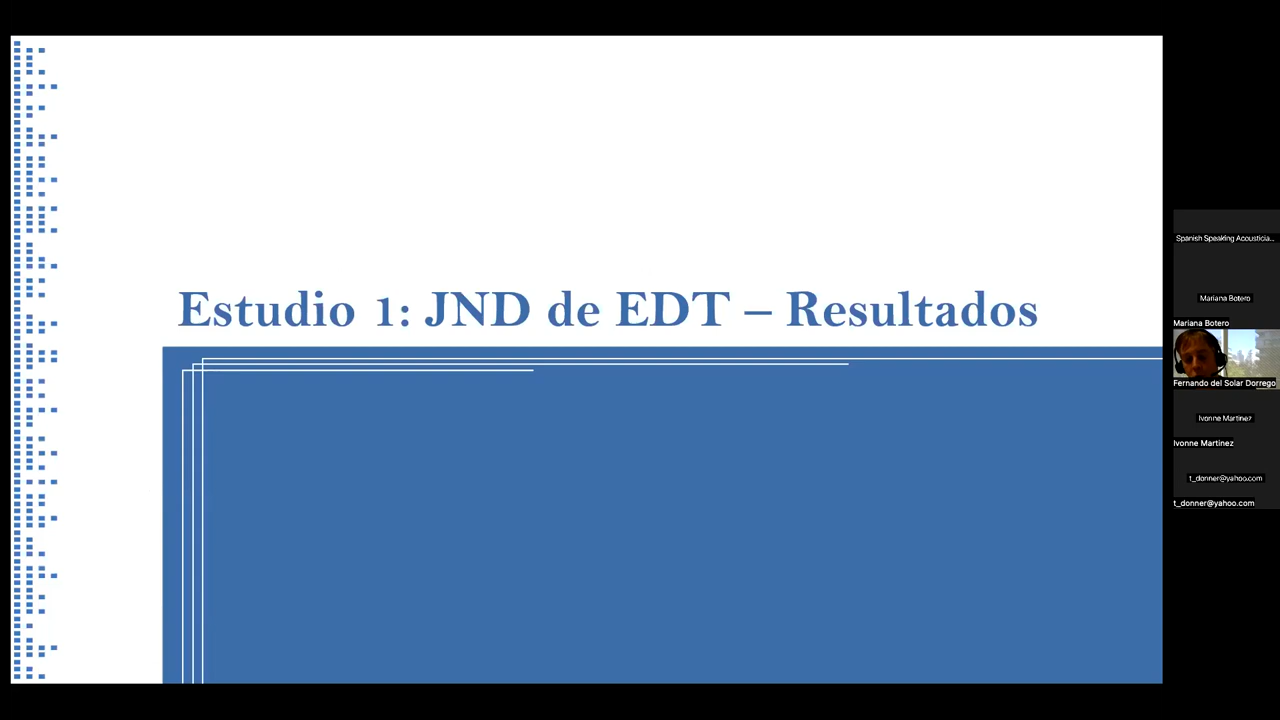 Estudio 1: JND de EDT – Resultados
Spanish Speaking Acousticia...
Mariana Botero
Mariana Botero
Fernando del Solar Dorrego
Ivonne Martinez
Ivonne Martinez
t_donner@yahoo.com
t_donner@yahoo.com